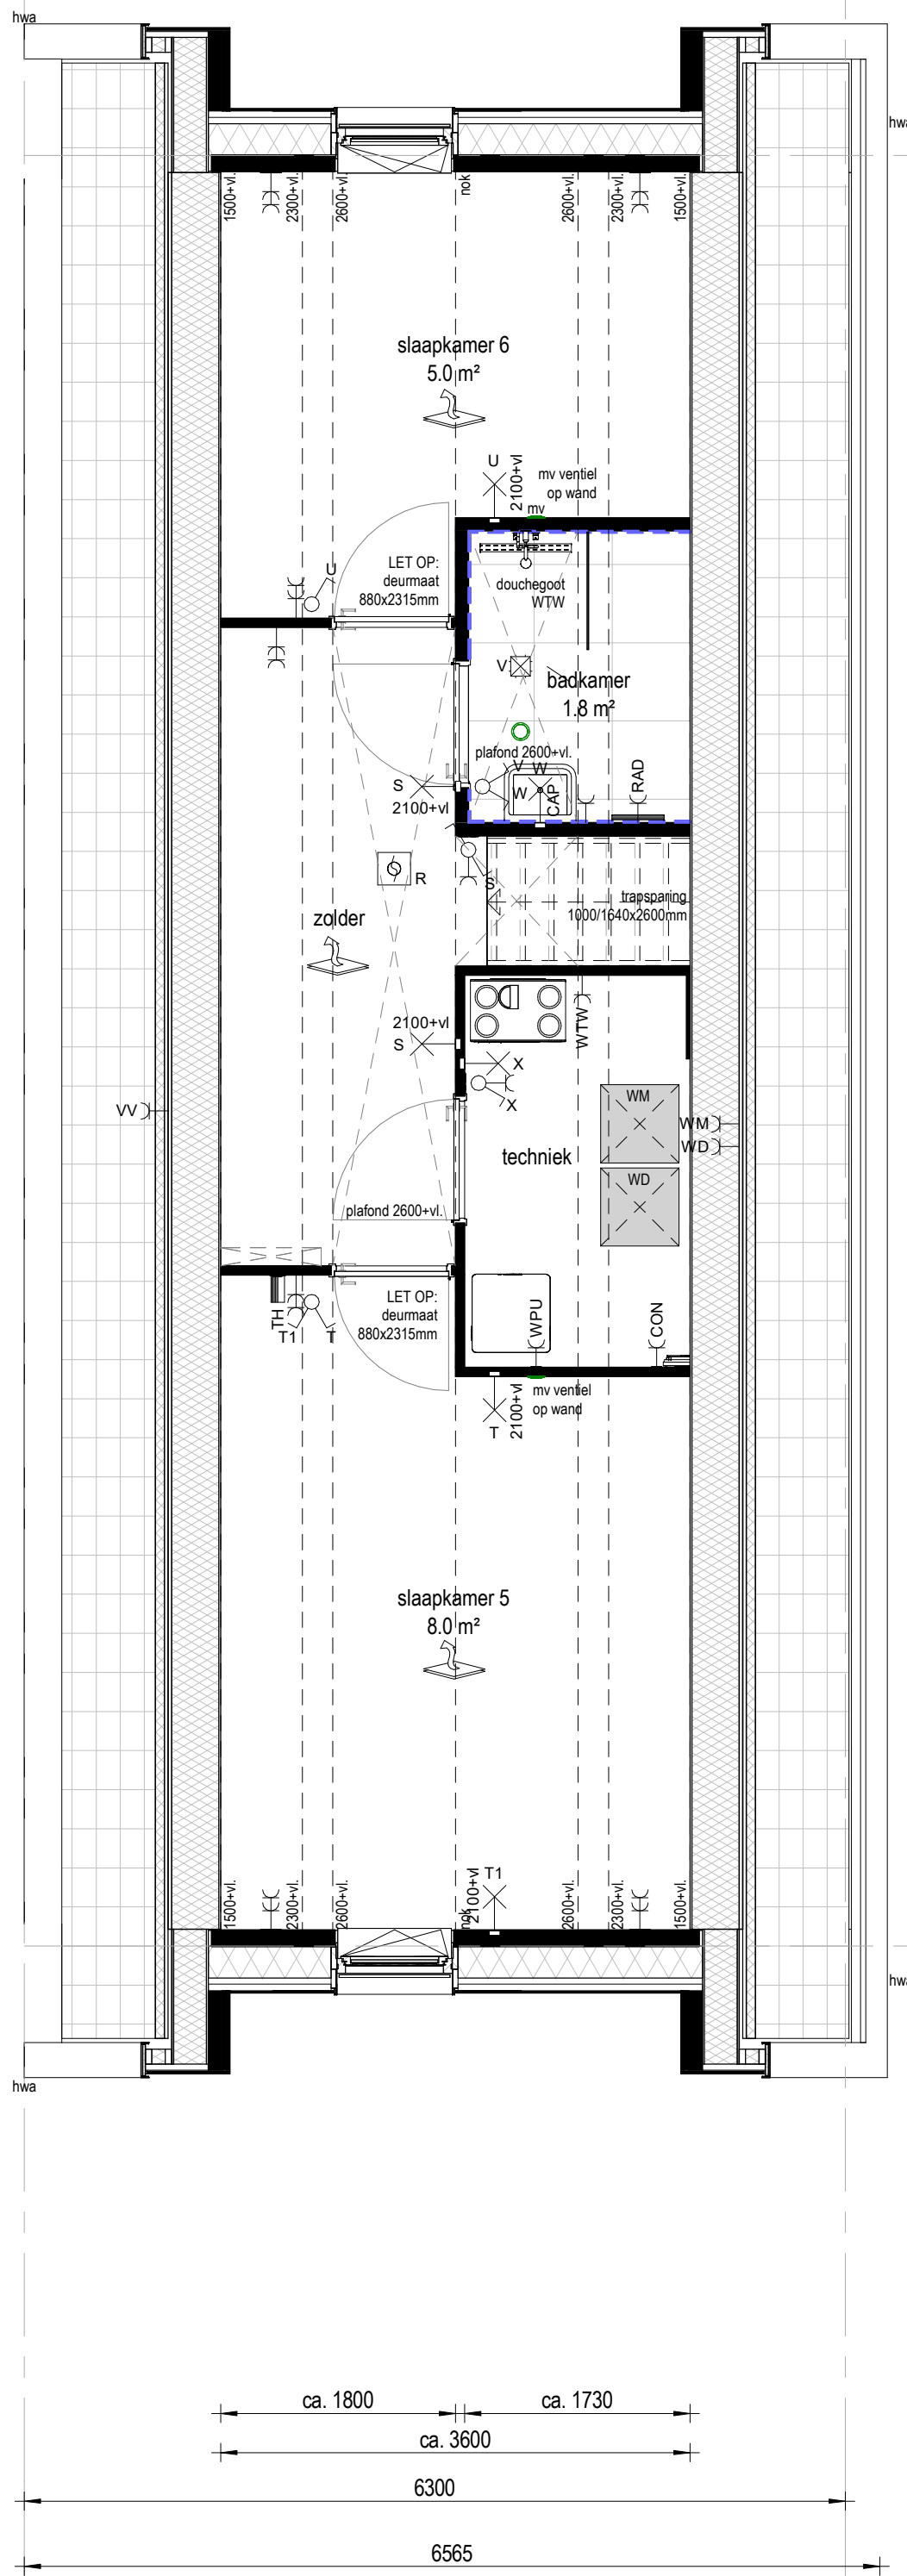 hwa
hwa
1500+vl.
2300+vl.
2600+vl.
nok
2600+vl.
2300+vl.
1500+vl.
slaapkamer 6
5.0 m²
U
2100+vl
mv ventiel
op wand
mv
LET OP:
deurmaat
880x2315mm
U
douchegoot
WTW
V
badkamer
1.8 m²
plafond 2600+vl.
V
W
W
CAP
RAD
S
2100+vl
R
S
trapsparing
1000/1640x2600mm
zolder
2100+vl
S
WTW
X
X
VV
WM
WM
WD
WD
techniek
plafond 2600+vl.
LET OP:
deurmaat
880x2315mm
TH
T1
T
WPU
CON
mv ventiel
op wand
2100+vl
T
slaapkamer 5
8.0 m²
T1
2100+vl
1500+vl.
2300+vl.
2600+vl.
nok
2600+vl.
2300+vl.
1500+vl.
hwa
hwa
ca. 1800
ca. 1730
ca. 3600
6300
6565